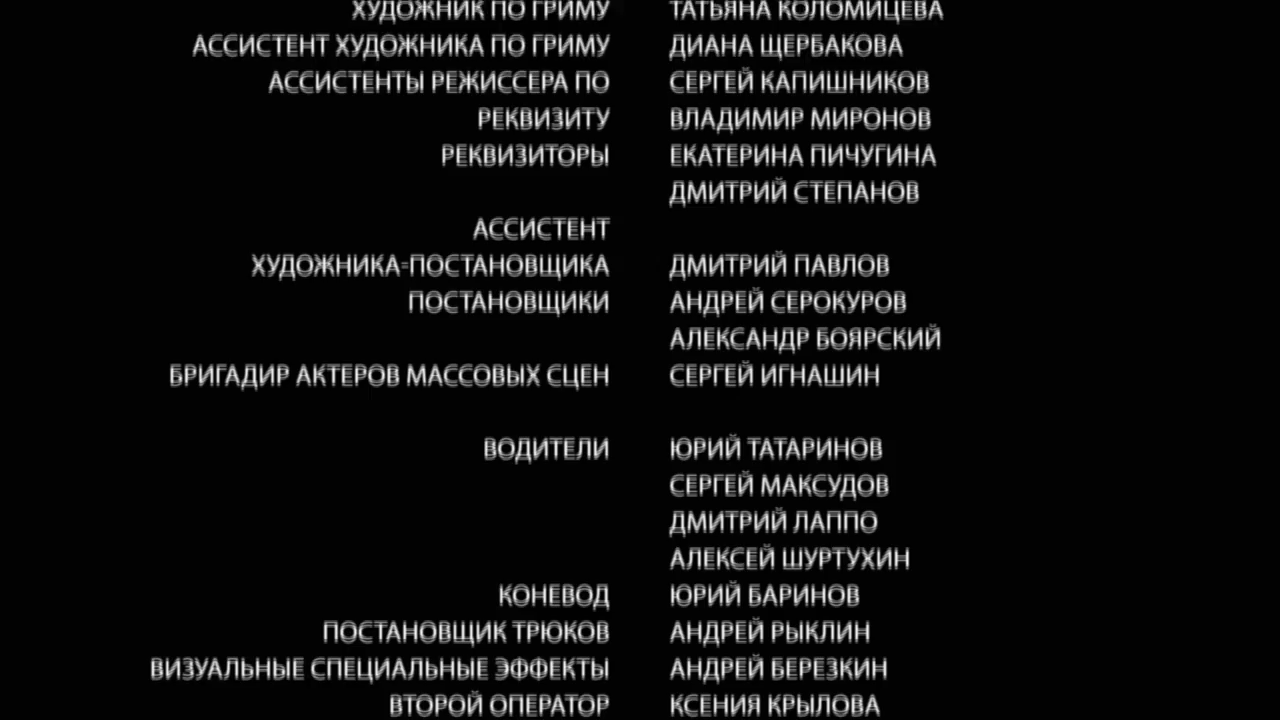 ХУДОЖНИК ПО ГРИМУ ТАТЬЯНА КОЛОМИЦЕВА
АССИСТЕНТ ХУДОЖНИКА ПО ГРИМУ ДИАНА ЩЕРБАКОВА
АССИСТЕНТЫ РЕЖИССЕРА ПО СЕРГЕЙ КАПИШНИКОВ
РЕКВИЗИТУ ВЛАДИМИР МИРОНОВ
РЕКВИЗИТОРЫ ЕКАТЕРИНА ПИЧУГИНА
ДМИТРИЙ СТЕПАНОВ
АССИСТЕНТ
ХУДОЖНИКА-ПОСТАНОВЩИКА ДМИТРИЙ ПАВЛОВ
ПОСТАНОВЩИКИ АНДРЕЙ СЕРОКУРОВ
АЛЕКСАНДР БОЯРСКИЙ
БРИГАДИР АКТЕРОВ МАССОВЫХ СЦЕН СЕРГЕЙ ИГНАШИН
ВОДИТЕЛИ ЮРИЙ ТАТАРИНОВ
СЕРГЕЙ МАКСУДОВ
ДМИТРИЙ ЛАППО
АЛЕКСЕЙ ШУРТУХИН
КОНЕВОД ЮРИЙ БАРИНОВ
ПОСТАНОВЩИК ТРЮКОВ АНДРЕЙ РЫКЛИН
ВИЗУАЛЬНЫЕ СПЕЦИАЛЬНЫЕ ЭФФЕКТЫ АНДРЕЙ БЕРЕЗКИН
ВТОРОЙ ОПЕРАТОР КСЕНИЯ КРЫЛОВА